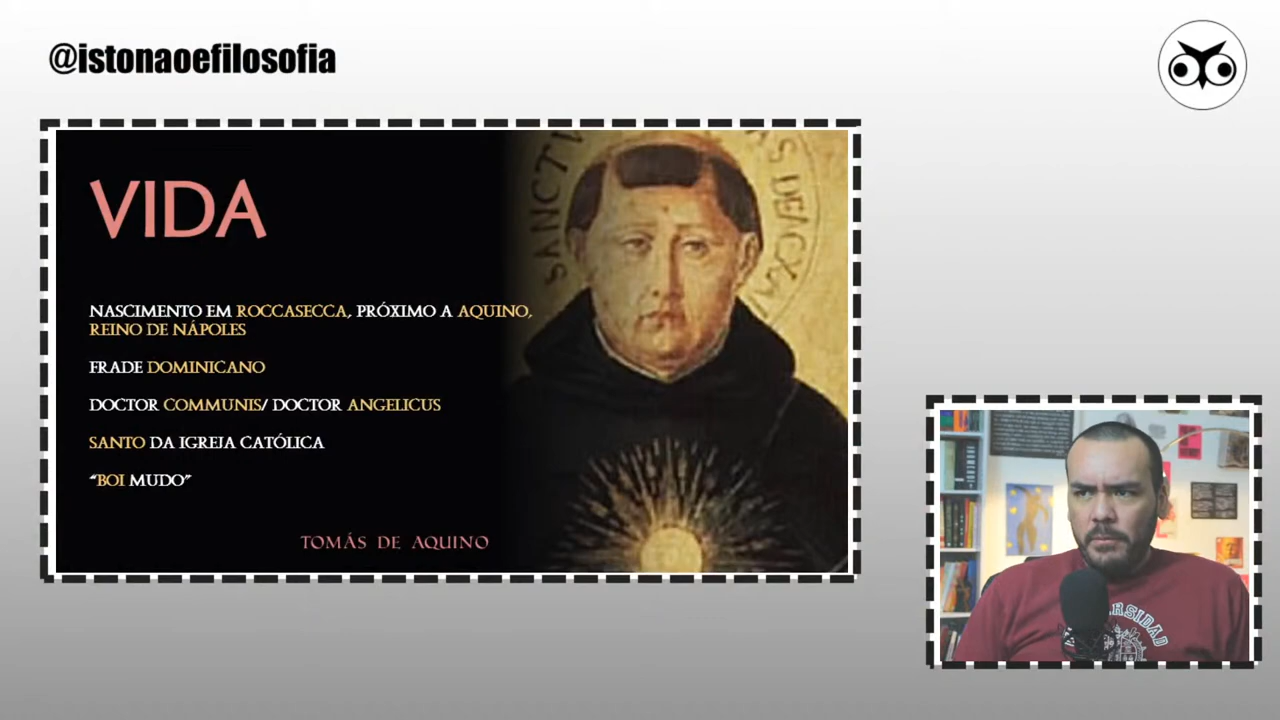 @istonaoefilosofia
VIDA
NASCIMENTO EM ROCCASECCA, PRÓXIMO A AQUINO,
REINO DE NÁPOLES
FRADE DOMINICANO
DOCTOR COMMUNIS/ DOCTOR ANGELICUS
SANTO DA IGREJA CATÓLICA
“BOI MUDO”
TOMÁS DE AQUINO